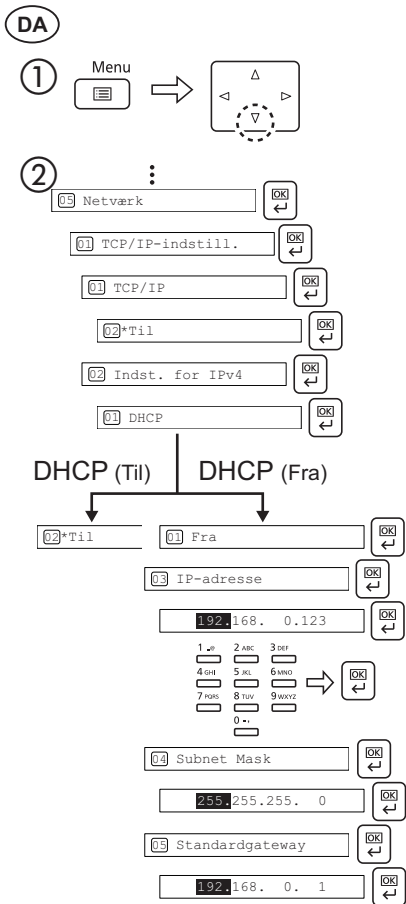 DA
1 Menu
2
05 Netværk OK
01 TCP/IP-indstill. OK
01 TCP/IP OK
02*Til OK
02 Indst. for IPv4 OK
01 DHCP OK
DHCP (Til) DHCP (Fra)
02*Til 01 Fra OK
03 IP-adresse OK
192.168. 0.123 OK
1 .@ 2 ABC 3 DEF
4 GHI 5 JKL 6 MNO OK
7 PQRS 8 TUV 9 WXYZ
0 -,
04 Subnet Mask OK
255.255.255. 0 OK
05 Standardgateway OK
192.168. 0. 1 OK